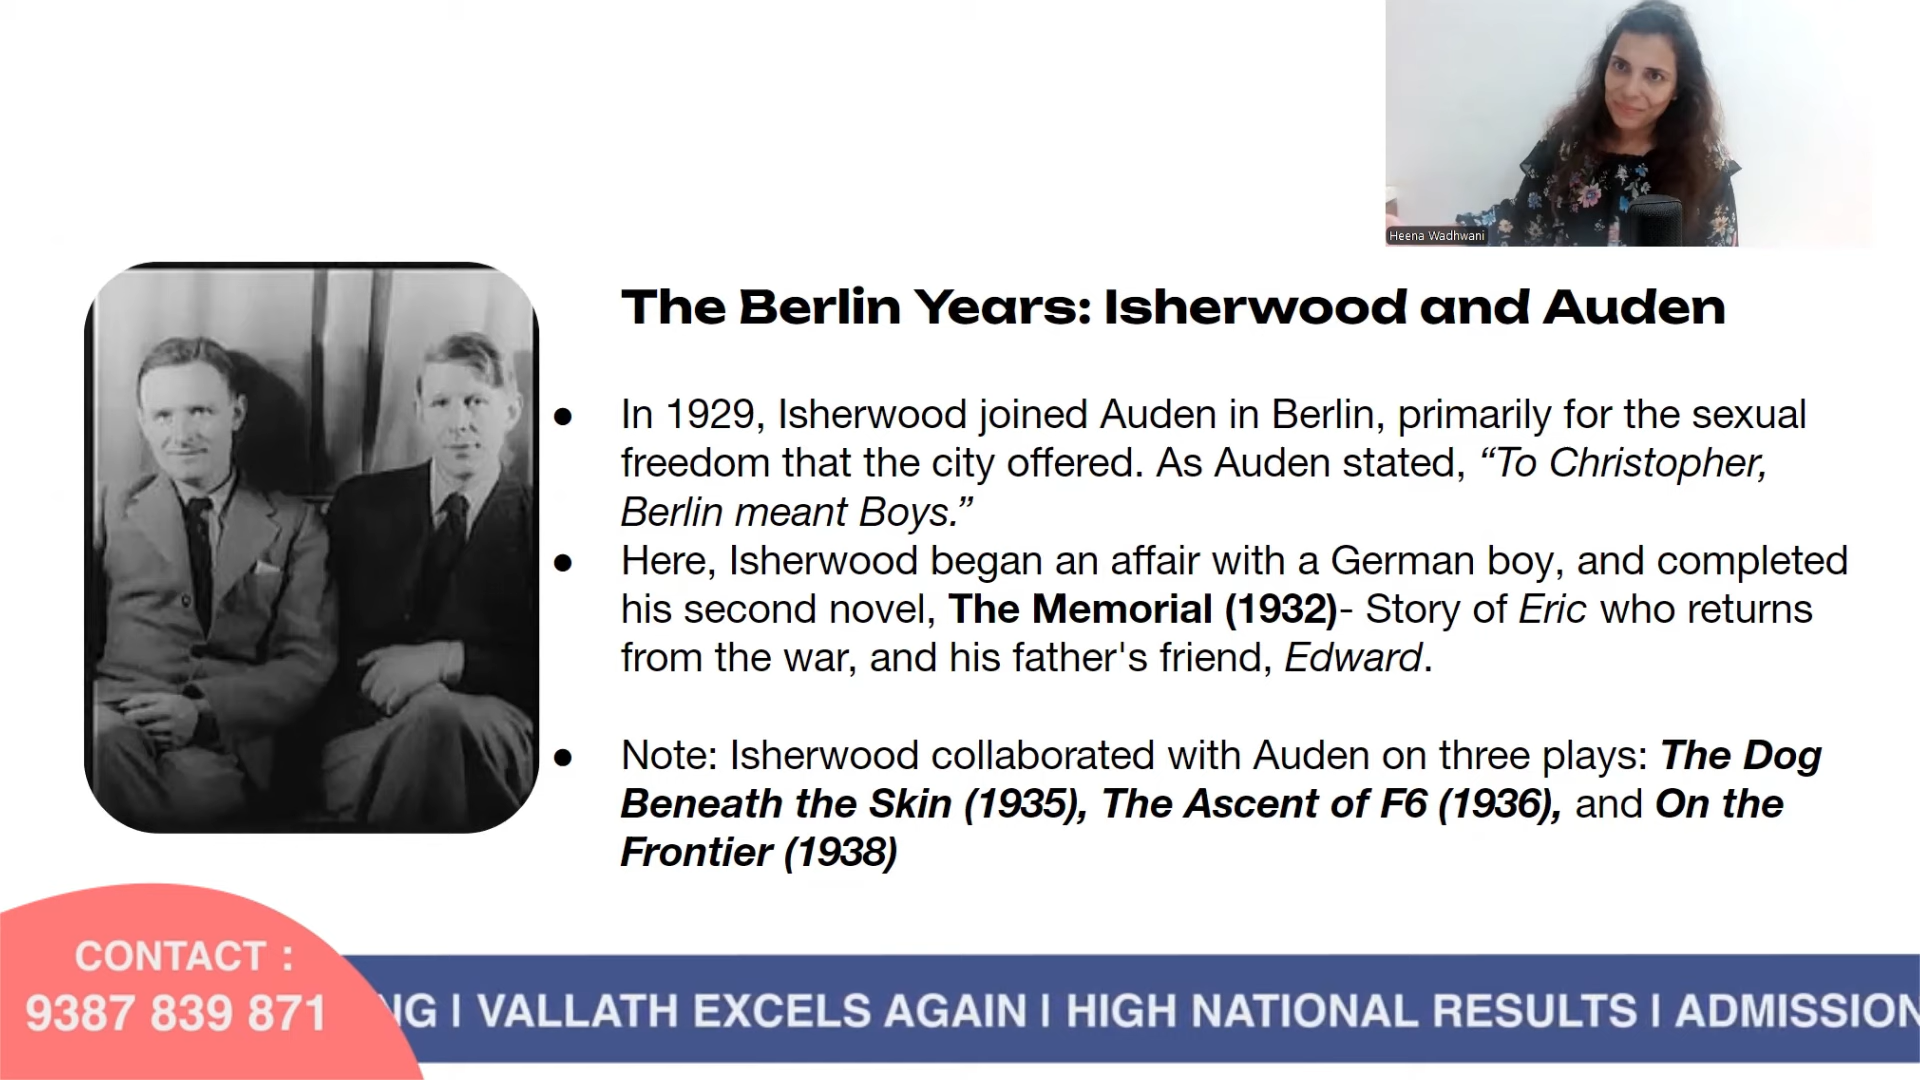 Heena Wadhwani
The Berlin Years: Isherwood and Auden
● In 1929, Isherwood joined Auden in Berlin, primarily for the sexual
freedom that the city offered. As Auden stated, “To Christopher,
Berlin meant Boys.”
● Here, Isherwood began an affair with a German boy, and completed
his second novel, The Memorial (1932)- Story of Eric who returns
from the war, and his father's friend, Edward.
● Note: Isherwood collaborated with Auden on three plays: The Dog
Beneath the Skin (1935), The Ascent of F6 (1936), and On the
Frontier (1938)
CONTACT :
9387 839 871
NG | VALLATH EXCELS AGAIN | HIGH NATIONAL RESULTS | ADMISSION